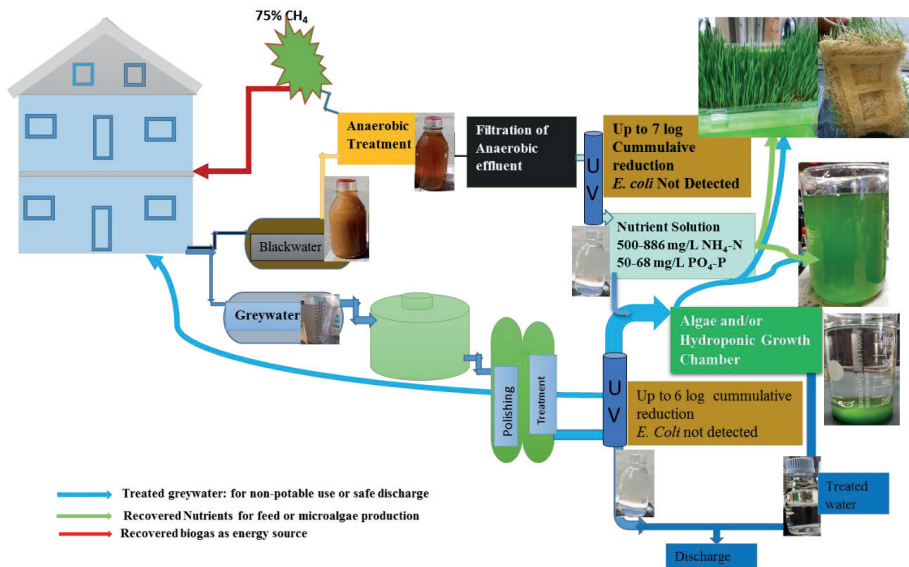 75% CH4
Anaerobic
Treatment
Filtration of
Anaerobic
effluent
U
V
Up to 7 log
Cummulaive
reduction
E. coli Not Detected
Blackwater
Nutrient Solution
500-886 mg/L NH4-N
50-68 mg/L PO4-P
Greywater
Algae and/or
Hydroponic Growth
Chamber
Polishing
Treatment
U
V
Up to 6 log cummulative
reduction
E. Coli not detected
Treated
water
Discharge
Treated greywater: for non-potable use or safe discharge
Recovered Nutrients for feed or microalgae production
Recovered biogas as energy source